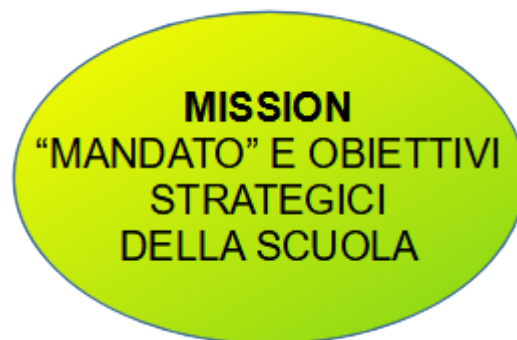 MISSION
“MANDATO” E OBIETTIVI
STRATEGICI
DELLA SCUOLA